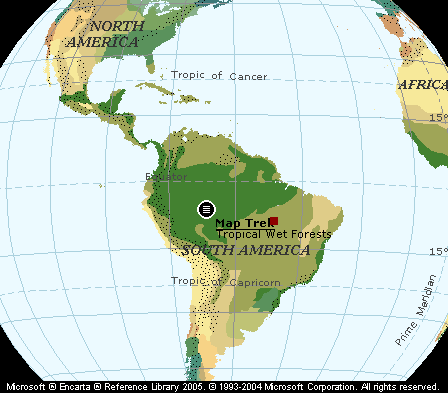 NORTH
AMERICA
Tropic of Cancer
AFRICA
15°
Equator
Map Trek
Tropical Wet Forests
SOUTH AMERICA
15°
Tropic of Capricorn
Prime Meridian
Microsoft ® Encarta ® Reference Library 2005. © 1993-2004 Microsoft Corporation. All rights reserved.